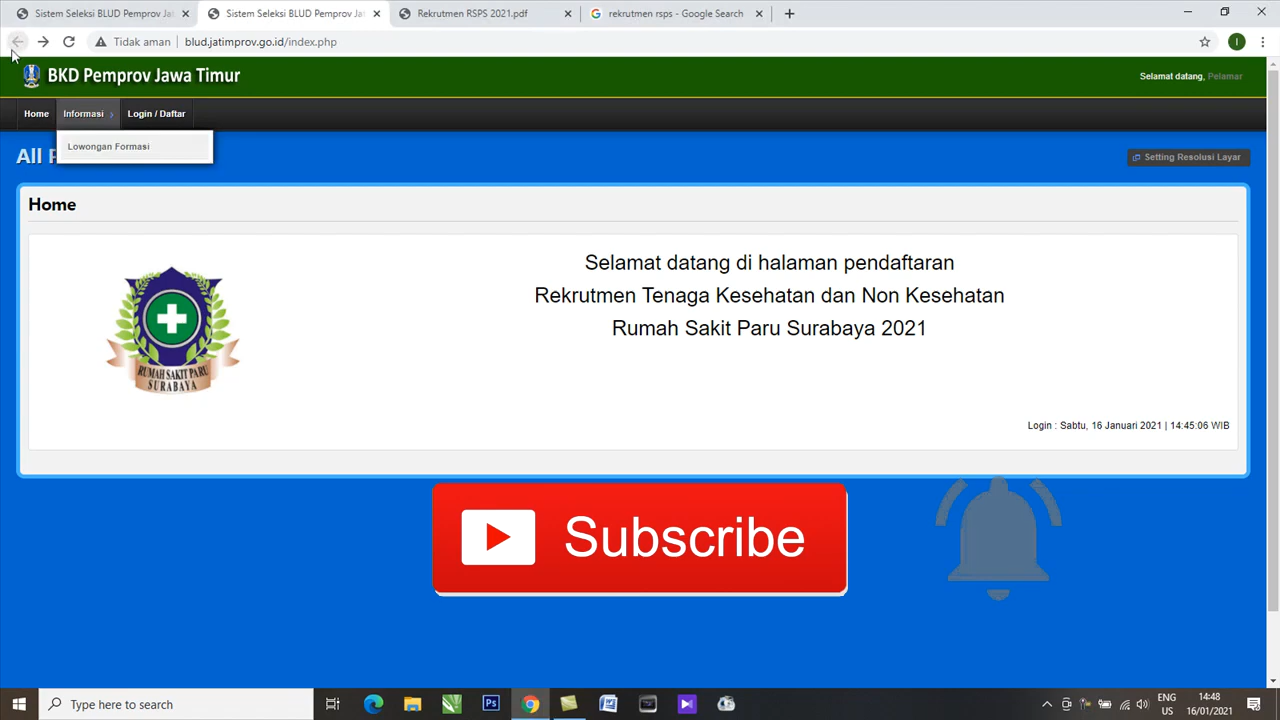 Sistem Seleksi BLUD Pemprov Ja
Sistem Seleksi BLUD Pemprov Ja
Rekrutmen RSPS 2021.pdf
rekrutmen rsps - Google Search
Tidak aman
blud.jatimprov.go.id/index.php
I
BKD Pemprov Jawa Timur
Selamat datang, Pelamar
Home
Informasi
Login / Daftar
Lowongan Formasi
All
Setting Resolusi Layar
Home
Selamat datang di halaman pendaftaran
Rekrutmen Tenaga Kesehatan dan Non Kesehatan
Rumah Sakit Paru Surabaya 2021
RUMAH SAKIT PARU
SURABAYA
Login : Sabtu, 16 Januari 2021 | 14:45:06 WIB
Subscribe
Type here to search
Ps
ENG
US
14:48
16/01/2021